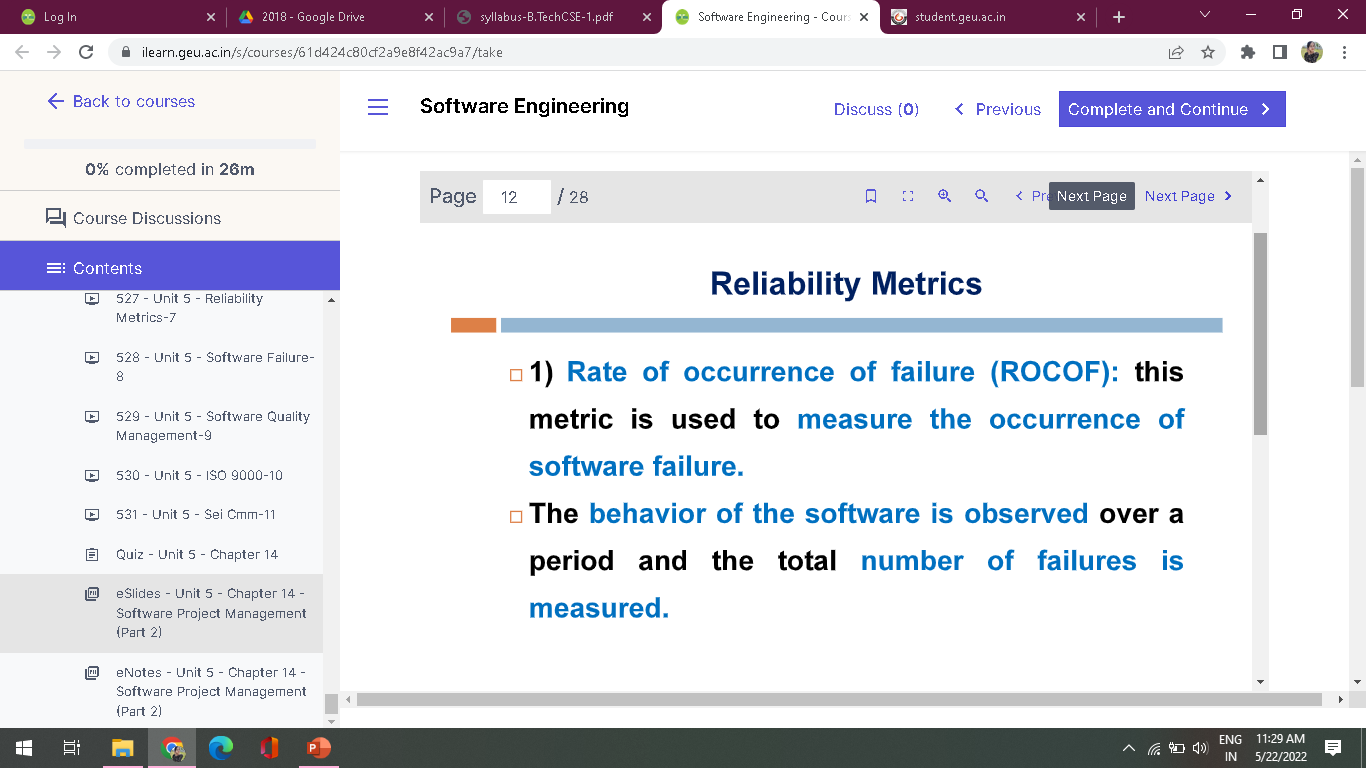 Log In
2018 - Google Drive
syllabus-B.TechCSE-1.pdf
Software Engineering - Cour
student.geu.ac.in
ilearn.geu.ac.in/s/courses/61d424c80cf2a9e8f42ac9a7/take
Back to courses
0% completed in 26m
Course Discussions
Contents
527 - Unit 5 - Reliability
Metrics-7
528 - Unit 5 - Software Failure-
8
529 - Unit 5 - Software Quality
Management-9
530 - Unit 5 - ISO 9000-10
531 - Unit 5 - Sei Cmm-11
Quiz - Unit 5 - Chapter 14
eSlides - Unit 5 - Chapter 14 -
Software Project Management
(Part 2)
eNotes - Unit 5 - Chapter 14 -
Software Project Management
(Part 2)
Software Engineering
Discuss (0)
Previous
Complete and Continue
Page 12 / 28
Pre
Next Page
Next Page
Reliability Metrics
1) Rate of occurrence of failure (ROCOF): this
metric is used to measure the occurrence of
software failure.
The behavior of the software is observed over a
period and the total number of failures is
measured.
ENG
IN
11:29 AM
5/22/2022